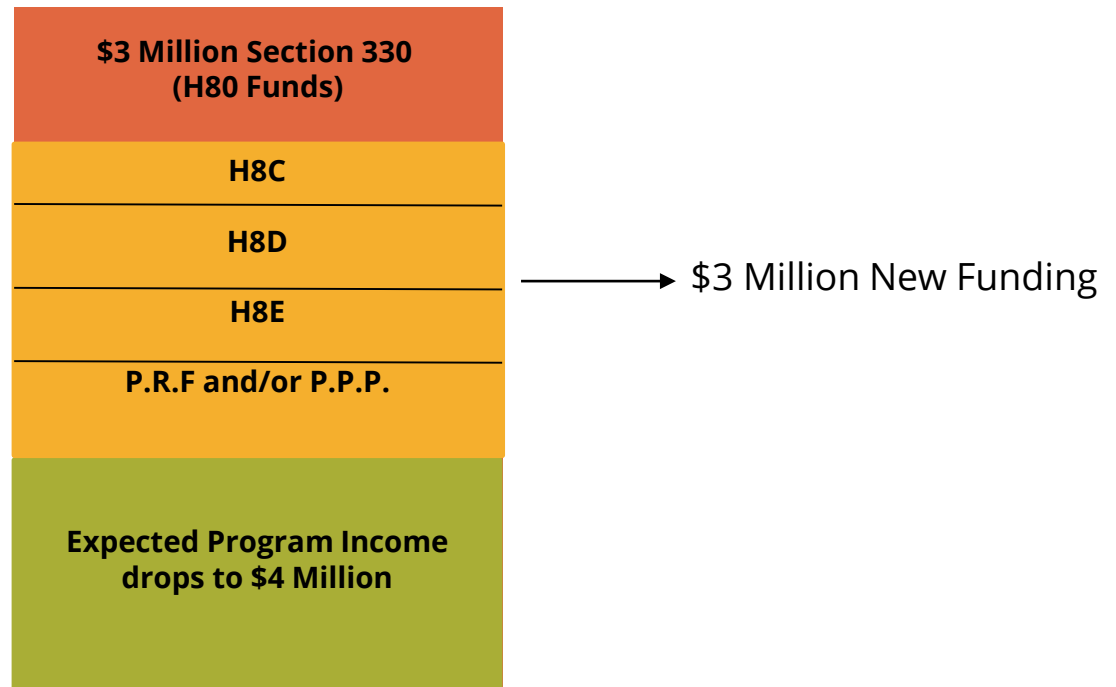 $3 Million Section 330
(H80 Funds)
H8C
H8D
H8E
P.R.F and/or P.P.P.
$3 Million New Funding
Expected Program Income
drops to $4 Million